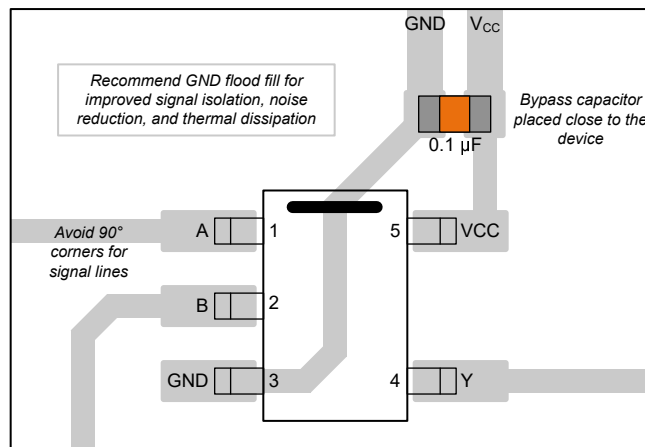 GND VCC
Recommend GND flood fill for
improved signal isolation, noise
reduction, and thermal dissipation
Bypass capacitor
placed close to the
device
0.1 µF
Avoid 90°
corners for
signal lines
A 1
5 VCC
B 2
GND 3
4 Y